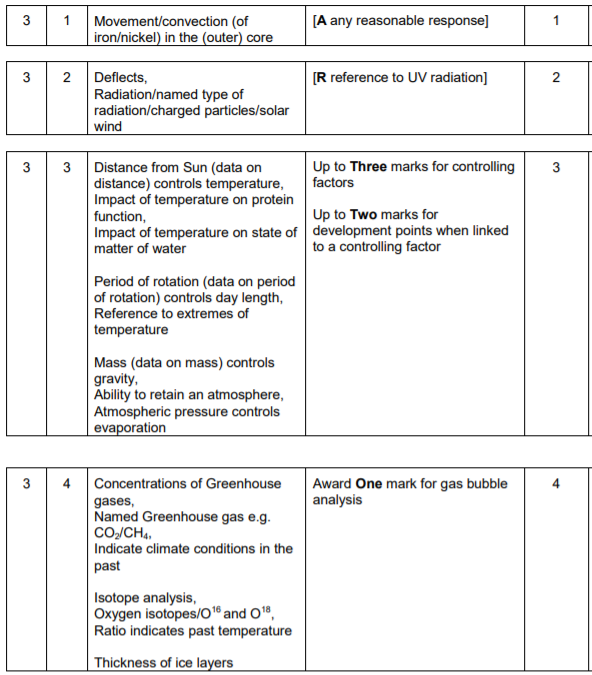 3 1 Movement/convection (of [A any reasonable response] 1
iron/nickel) in the (outer) core
3 2 Deflects, [R reference to UV radiation] 2
Radiation/named type of
radiation/charged particles/solar
wind
3 3 Distance from Sun (data on Up to Three marks for controlling 3
distance) controls temperature, factors
Impact of temperature on protein
function, Up to Two marks for
Impact of temperature on state of development points when linked
matter of water to a controlling factor
Period of rotation (data on period
of rotation) controls day length,
Reference to extremes of
temperature
Mass (data on mass) controls
gravity,
Ability to retain an atmosphere,
Atmospheric pressure controls
evaporation
3 4 Concentrations of Greenhouse Award One mark for gas bubble 4
gases, analysis
Named Greenhouse gas e.g.
CO₂/CH₄,
Indicate climate conditions in the
past
Isotope analysis,
Oxygen isotopes/O¹⁶ and O¹⁸,
Ratio indicates past temperature
Thickness of ice layers